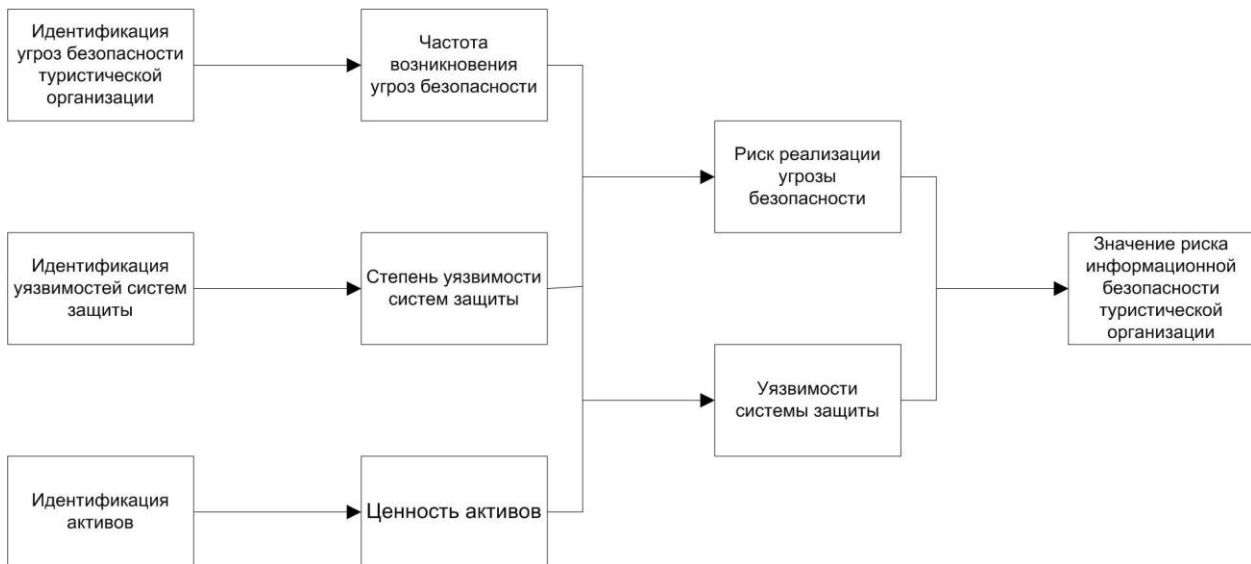 Идентификация
угроз безопасности
туристической
организации
Частота
возникновения
угроз безопасности
Риск реализации
угрозы
безопасности
Идентификация
уязвимостей систем
защиты
Степень уязвимости
систем защиты
Значение риска
информационной
безопасности
туристической
организации
Уязвимости
системы защиты
Идентификация
активов
Ценность активов